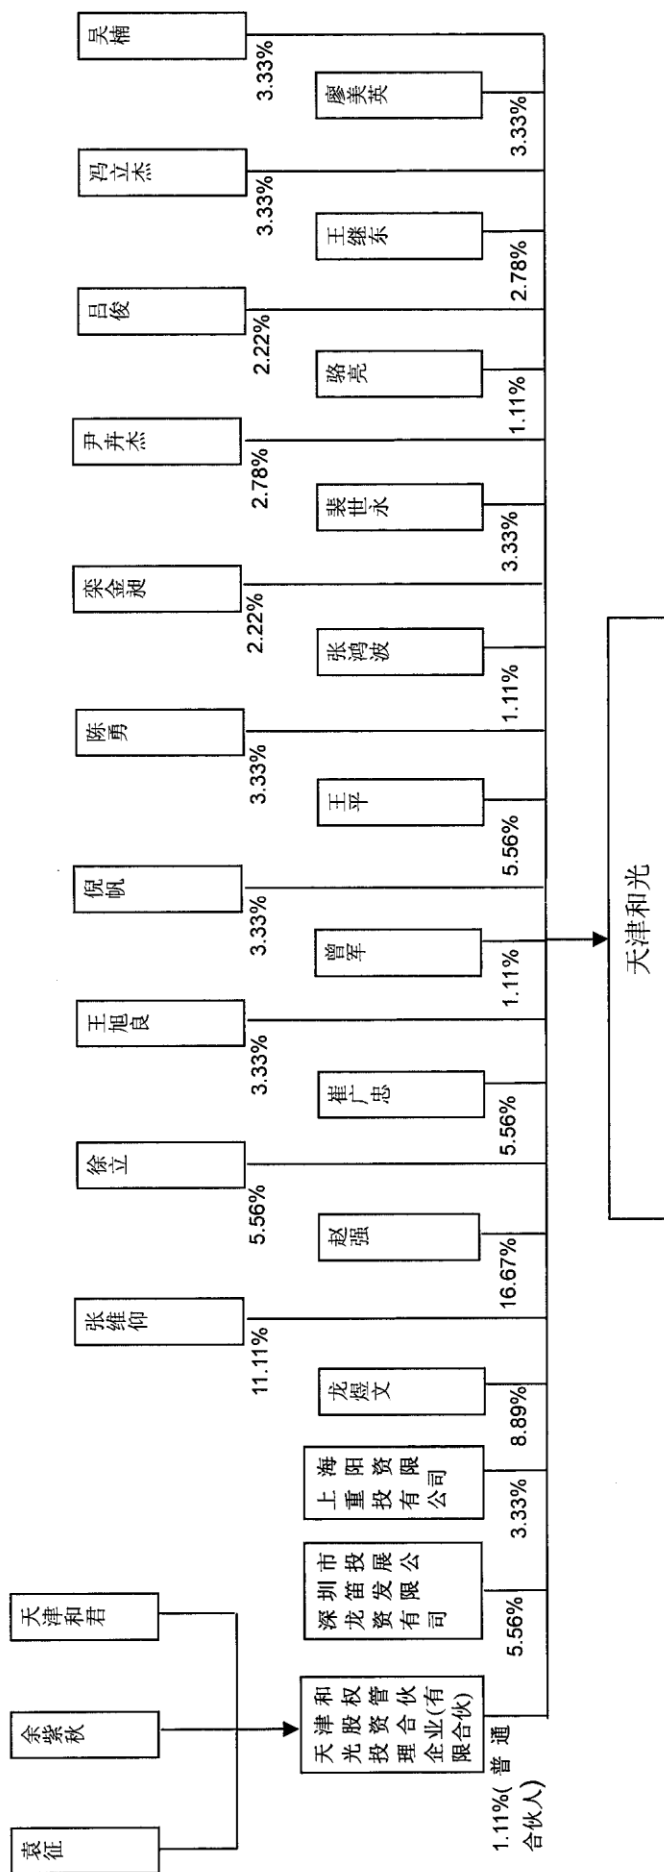 袁征
余紫秋
天津和君
张维仰
徐立
王旭良
倪帆
陈勇
栾金昶
尹卉杰
吕俊
冯立杰
吴楠
11.11%
5.56%
3.33%
3.33%
3.33%
2.22%
2.78%
2.22%
3.33%
3.33%
天津和
光股权
投资管
理合伙
企业(有
限合伙)
深圳市
龙笛投
资发展
有限公
司
上海
重阳
投资
有限
公司
龙煜文
赵强
崔广忠
曾军
王平
张鸿波
裴世永
骆亮
王继东
廖美英
1.11%(普通
合伙人)
5.56%
3.33%
8.89%
16.67%
5.56%
1.11%
5.56%
1.11%
3.33%
1.11%
2.78%
3.33%
天津和光